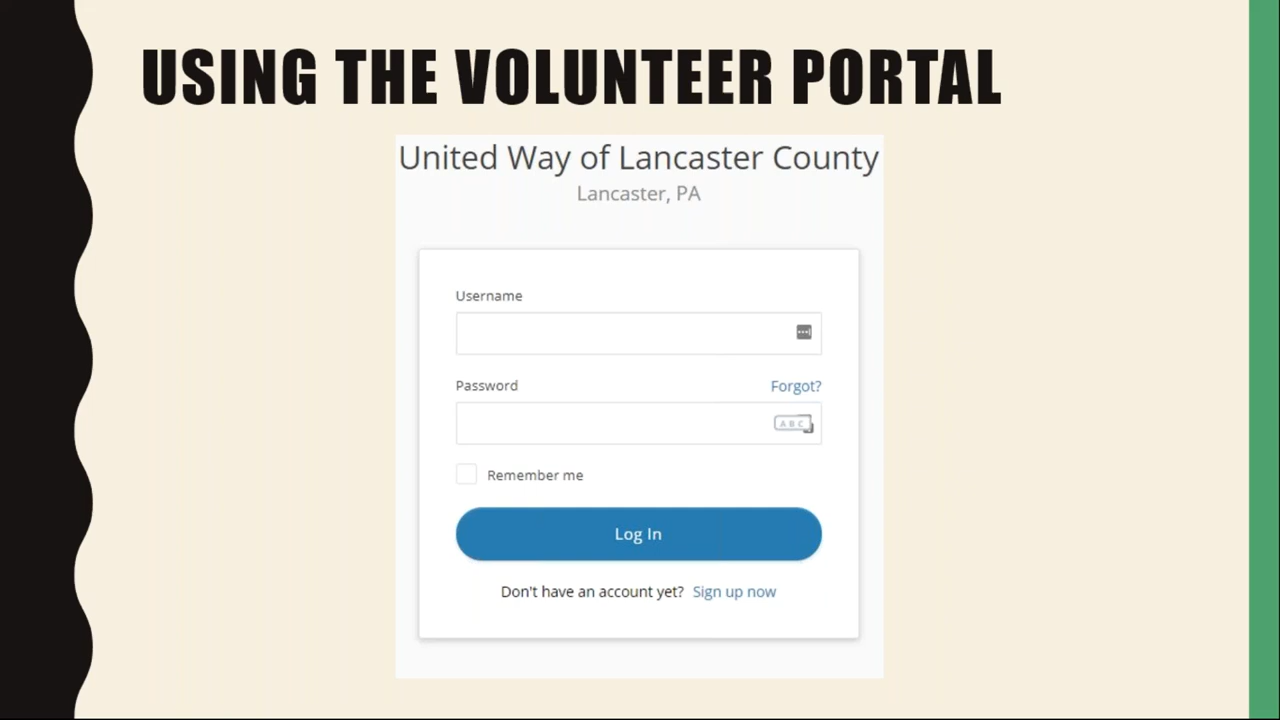 USING THE VOLUNTEER PORTAL
United Way of Lancaster County
Lancaster, PA
Username
Password Forgot?
ABC
Remember me
Log In
Don't have an account yet? Sign up now